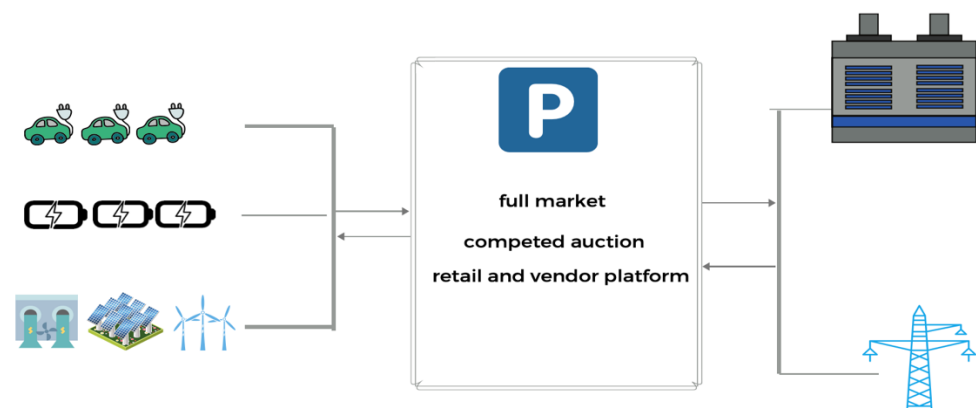 P
full market
competed auction
retail and vendor platform